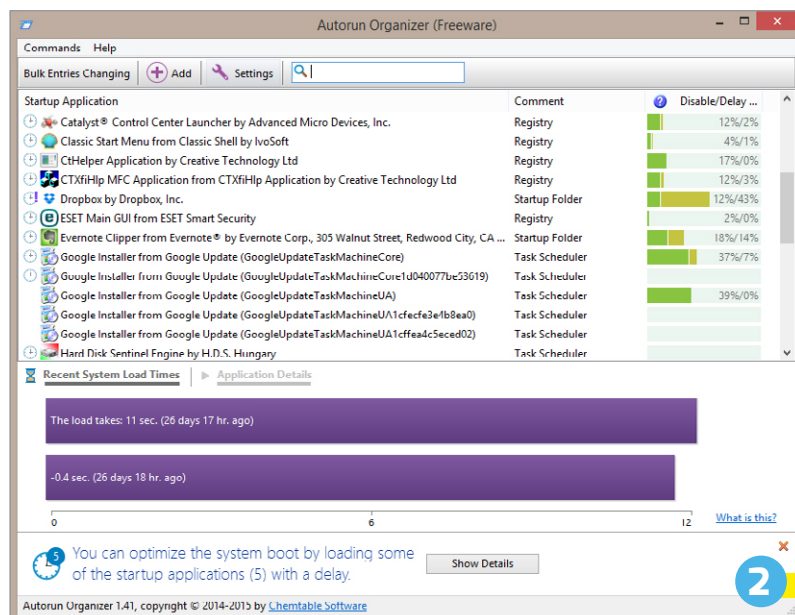 Autorun Organizer (Freeware)
Commands Help
Bulk Entries Changing Add Settings
Startup Application Comment Disable/Delay ...
Catalyst® Control Center Launcher by Advanced Micro Devices, Inc. Registry 12%/2%
Classic Start Menu from Classic Shell by IvoSoft Registry 4%/1%
CtHelper Application by Creative Technology Ltd Registry 17%/0%
CTXfiHlp MFC Application from CTXfiHlp Application by Creative Technology Ltd Registry 12%/3%
Dropbox by Dropbox, Inc. Startup Folder 12%/43%
ESET Main GUI from ESET Smart Security Registry 2%/0%
Evernote Clipper from Evernote® by Evernote Corp., 305 Walnut Street, Redwood City, CA ... Startup Folder 18%/14%
Google Installer from Google Update (GoogleUpdateTaskMachineCore) Task Scheduler 37%/7%
Google Installer from Google Update (GoogleUpdateTaskMachineCore1d040077be53619) Task Scheduler
Google Installer from Google Update (GoogleUpdateTaskMachineUA) Task Scheduler 39%/0%
Google Installer from Google Update (GoogleUpdateTaskMachineUA1cfecfe3e4b8ea0) Task Scheduler
Google Installer from Google Update (GoogleUpdateTaskMachineUA1cffea4c5eced02) Task Scheduler
Hard Disk Sentinel Engine by H.D.S. Hungary Task Scheduler
Recent System Load Times Application Details
The load takes: 11 sec. (26 days 17 hr. ago)
-0.4 sec. (26 days 18 hr. ago)
0 6 12 What is this?
5 You can optimize the system boot by loading some
of the startup applications (5) with a delay.
Show Details
2
Autorun Organizer 1.41, copyright © 2014-2015 by Chemtable Software